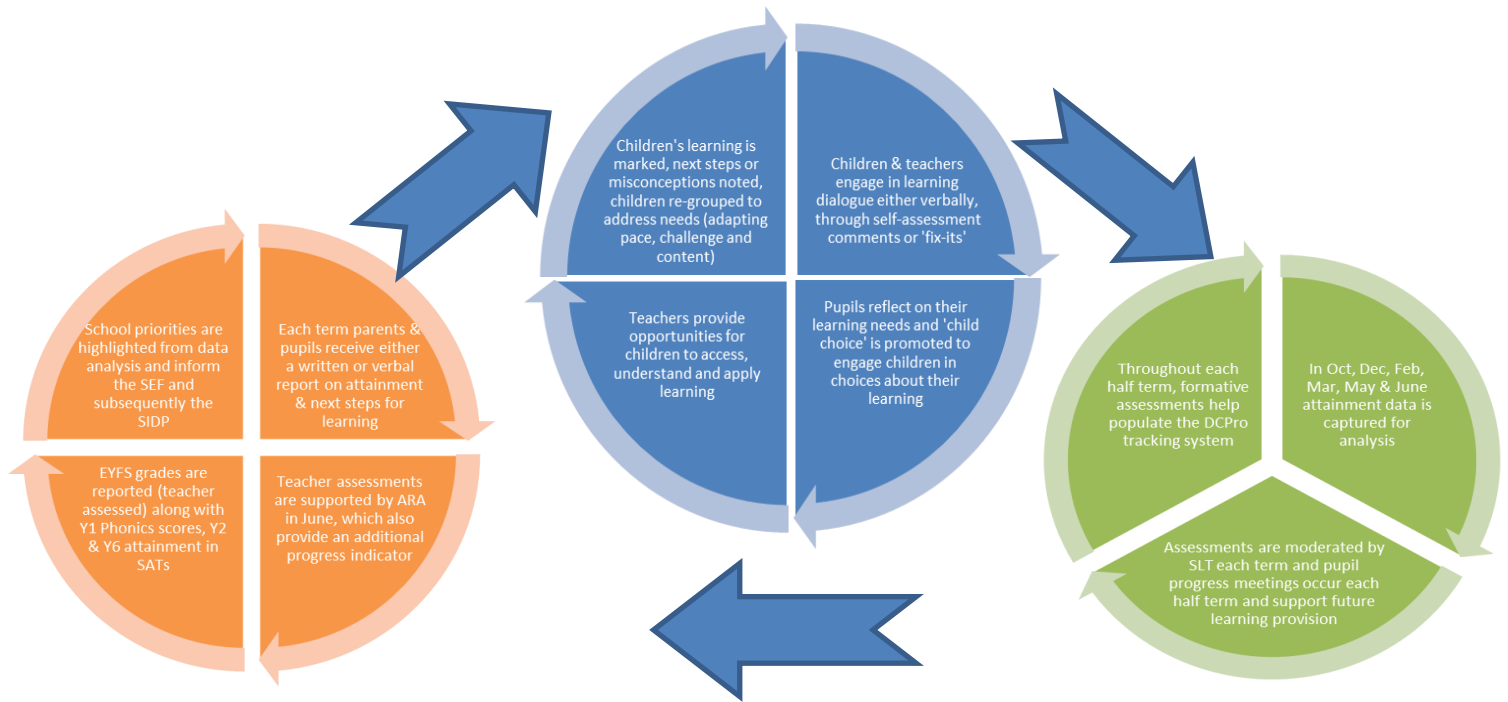 School priorities are
highlighted from data
analysis and inform
the SEF and
subsequently the
SIDP
Each term parents &
pupils receive either
a written or verbal
report on attainment
& next steps for
learning
Teacher assessments
are supported by ARA
in June, which also
provide an additional
progress indicator
EYFS grades are
reported (teacher
assessed) along with
Y1 Phonics scores, Y2
& Y6 attainment in
SATs
Children's learning is
marked, next steps or
misconceptions noted,
children re-grouped to
address needs (adapting
pace, challenge and
content)
Children & teachers
engage in learning
dialogue either verbally,
through self-assessment
comments or 'fix-its'
Pupils reflect on their
learning needs and 'child
choice' is promoted to
engage children in
choices about their
learning
Teachers provide
opportunities for
children to access,
understand and apply
learning
Throughout each
half term, formative
assessments help
populate the DCPro
tracking system
In Oct, Dec, Feb,
Mar, May & June
attainment data is
captured for
analysis
Assessments are moderated by
SLT each term and pupil
progress meetings occur each
half term and support future
learning provision